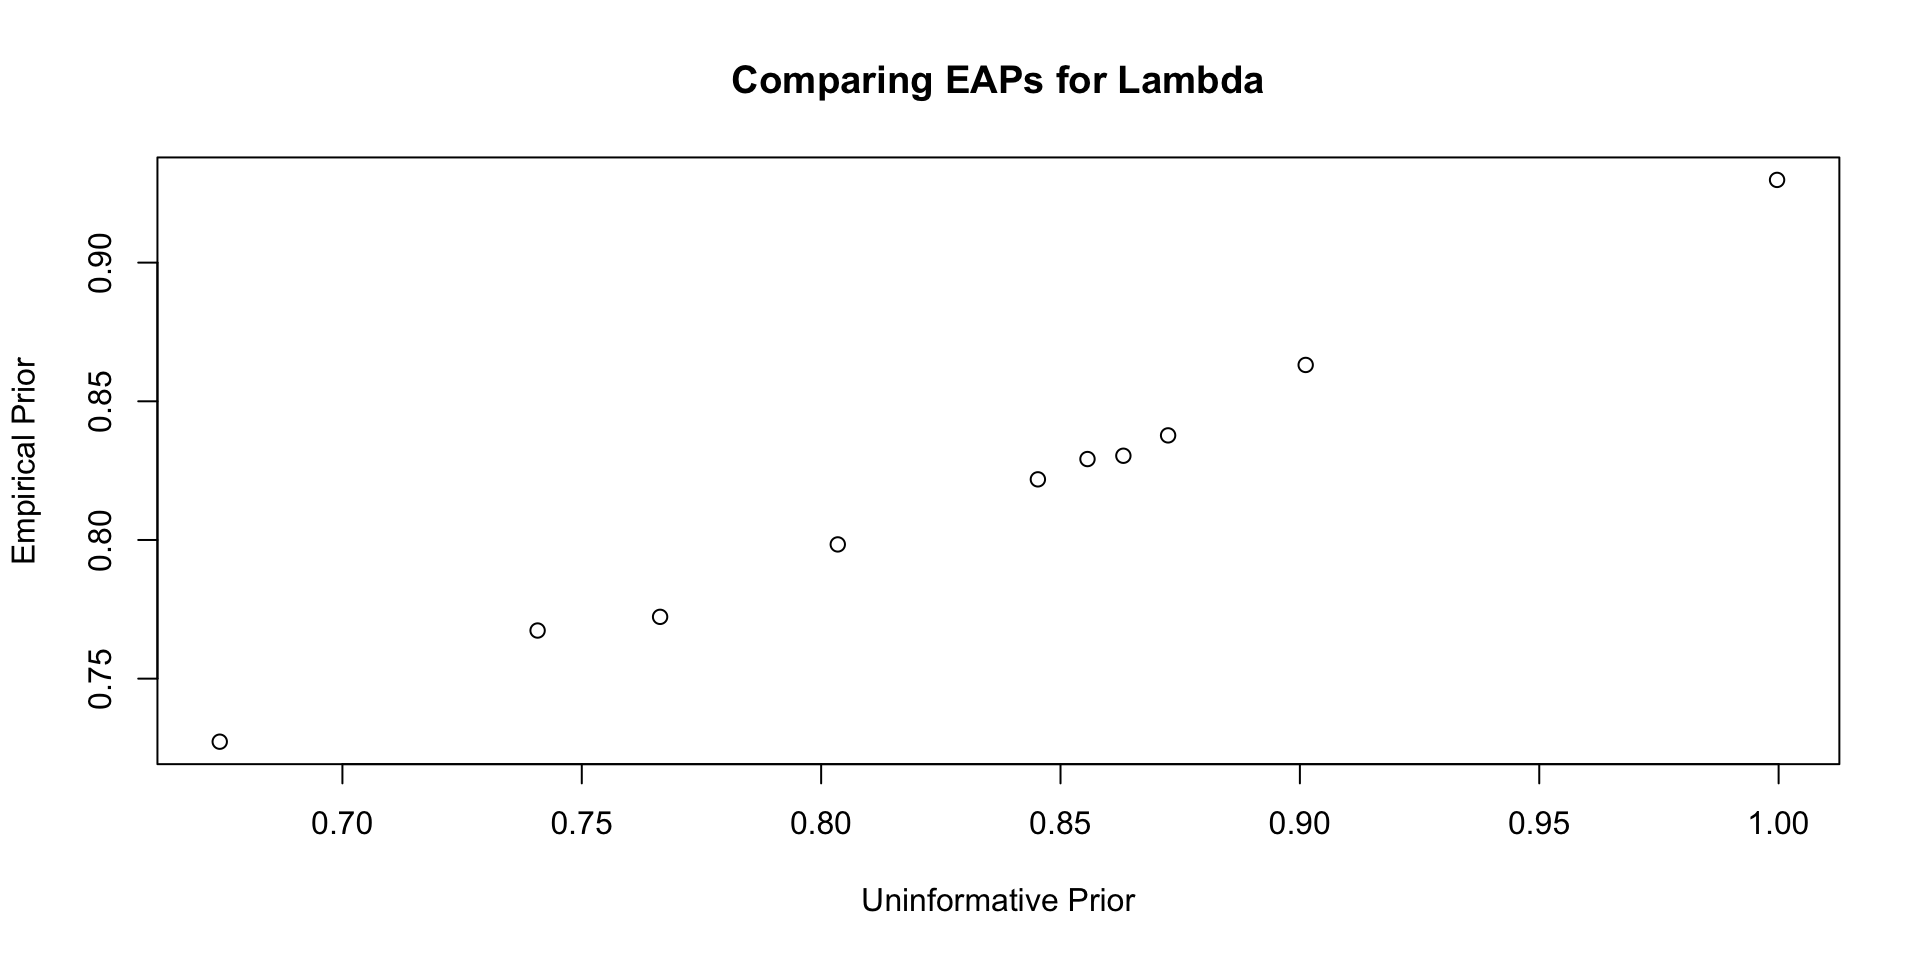 Comparing EAPs for Lambda
Empirical Prior
0.90
0.85
0.80
0.75
0.70 0.75 0.80 0.85 0.90 0.95 1.00
Uninformative Prior